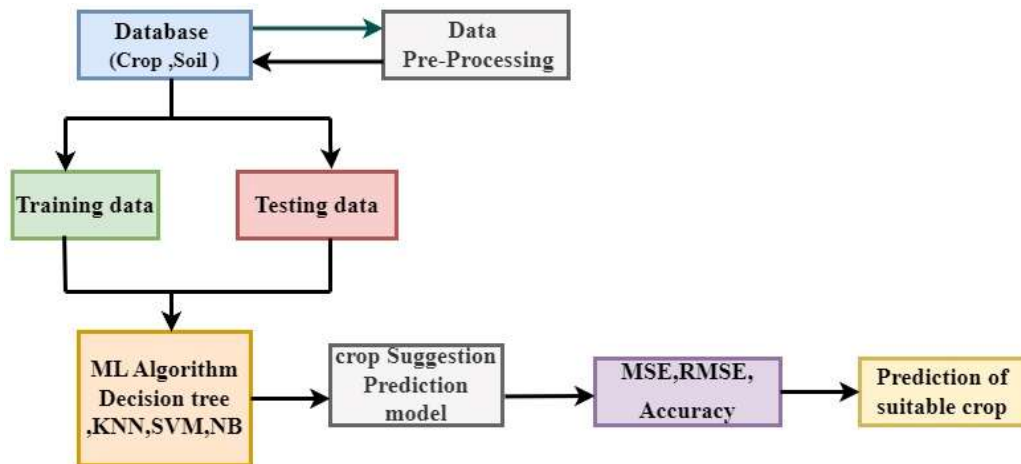 Database
(Crop ,Soil )
Data
Pre-Processing
Training data
Testing data
ML Algorithm
Decision tree
,KNN,SVM,NB
crop Suggestion
Prediction
model
MSE,RMSE,
Accuracy
Prediction of
suitable crop